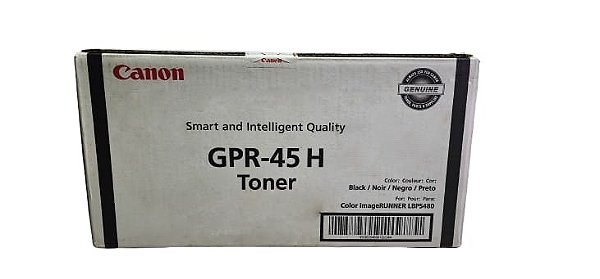 Canon
Canon
GENUINE
Smart and Intelligent Quality
GPR-45 H
Toner
Color: Couleur: Cor:
Black / Noir / Negro / Preto
For: Pour: Para:
Color imageRUNNER LBP5480